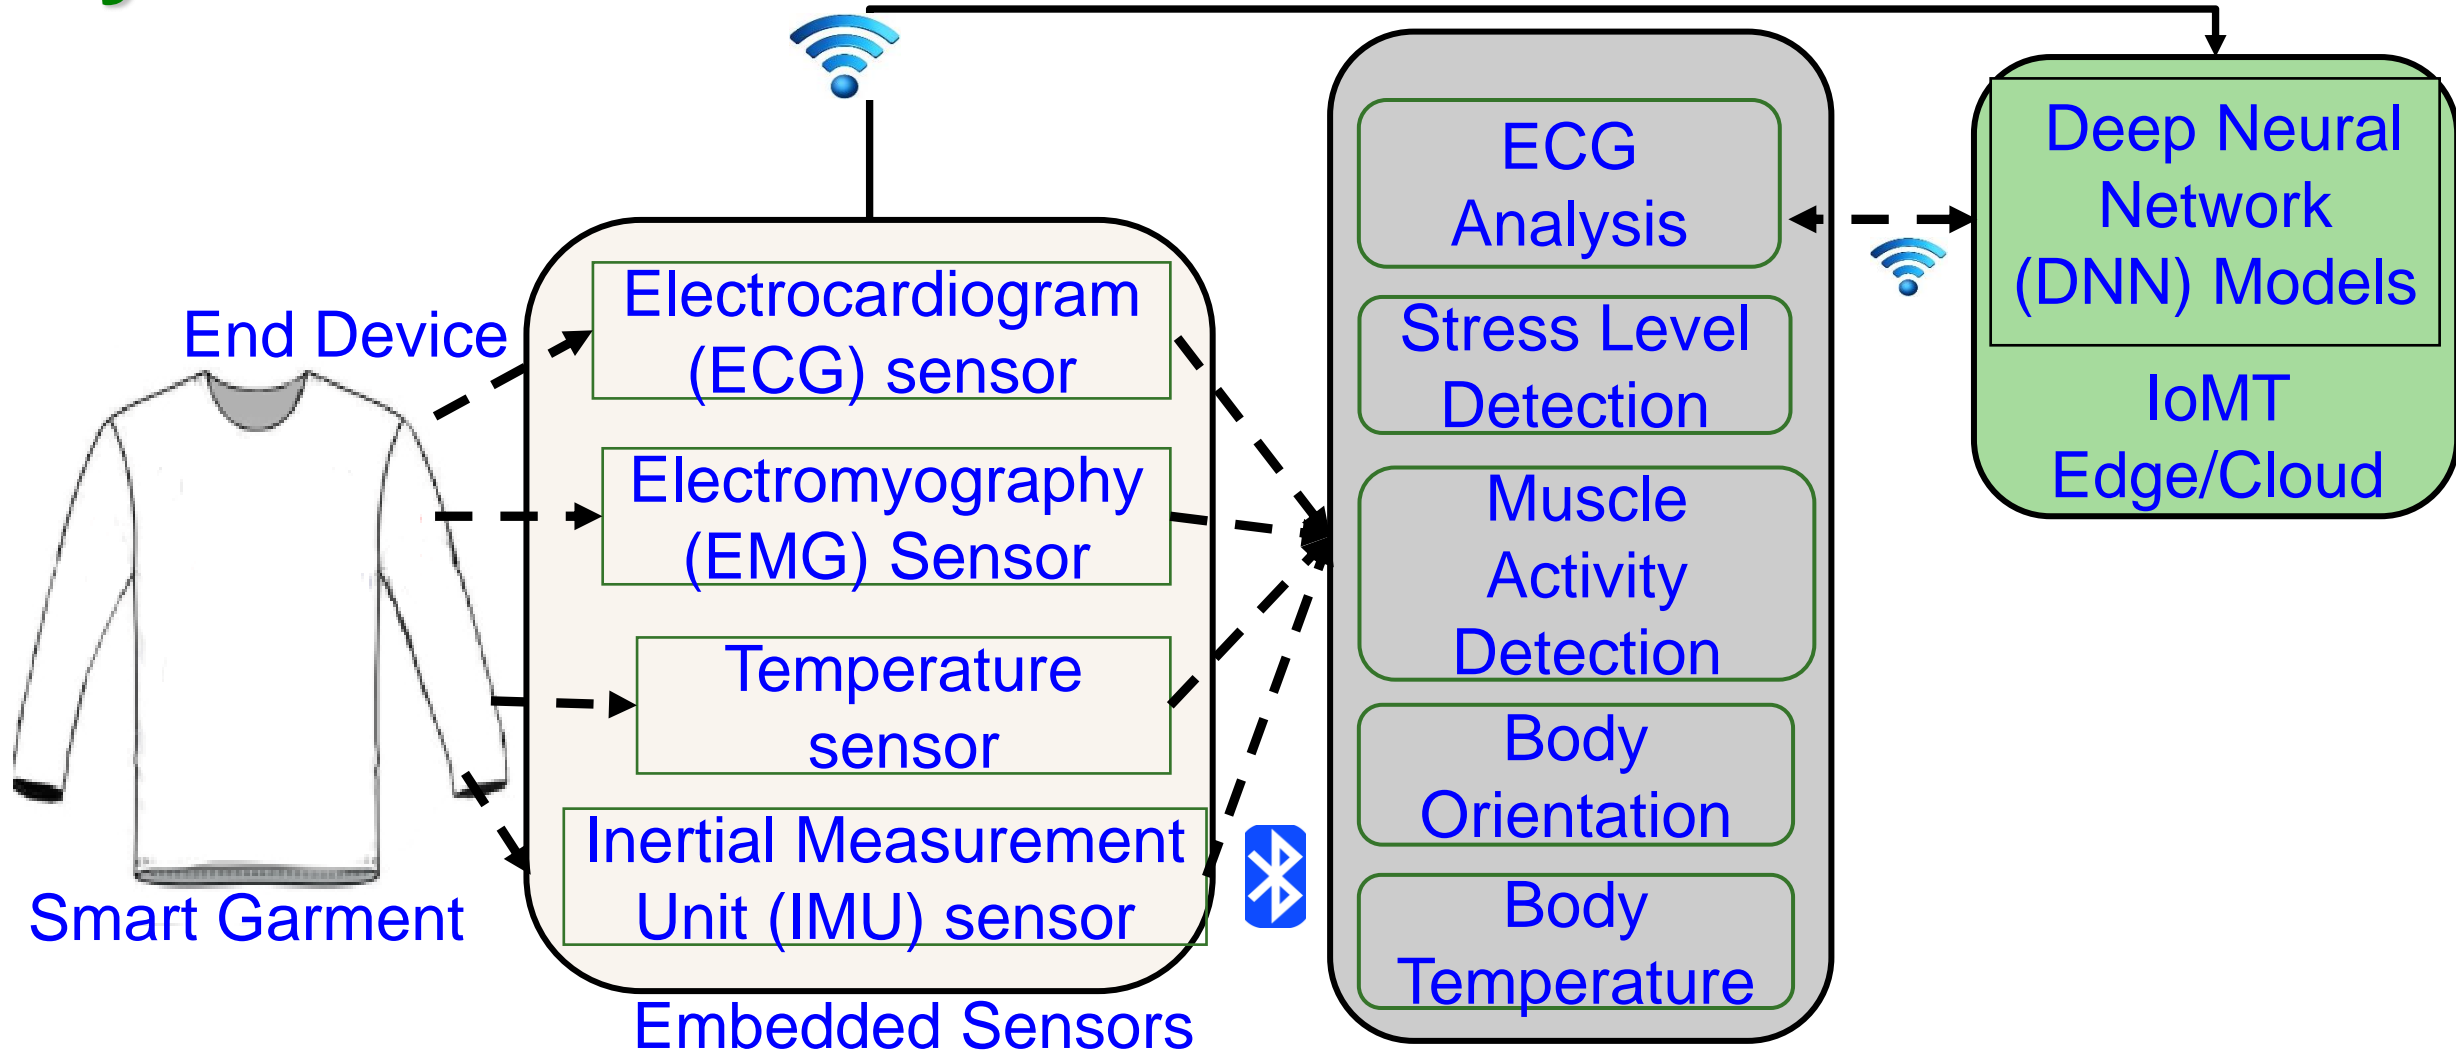 End Device
Smart Garment
Electrocardiogram
(ECG) sensor
Electromyography
(EMG) Sensor
Temperature
sensor
Inertial Measurement
Unit (IMU) sensor
Embedded Sensors
ECG
Analysis
Stress Level
Detection
Muscle
Activity
Detection
Body
Orientation
Body
Temperature
Deep Neural
Network
(DNN) Models
IoMT
Edge/Cloud